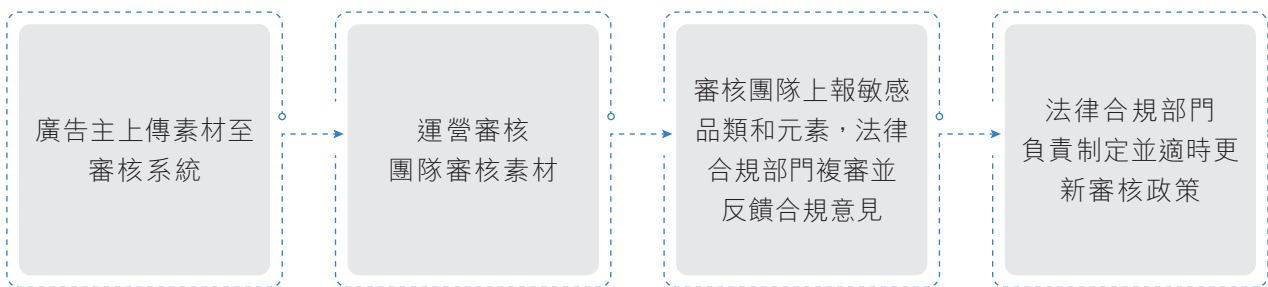 廣告主上傳素材至
審核系統
運營審核
團隊審核素材
審核團隊上報敏感
品類和元素，法律
合規部門複審並
反饋合規意見
法律合規部門
負責制定並適時更
新審核政策